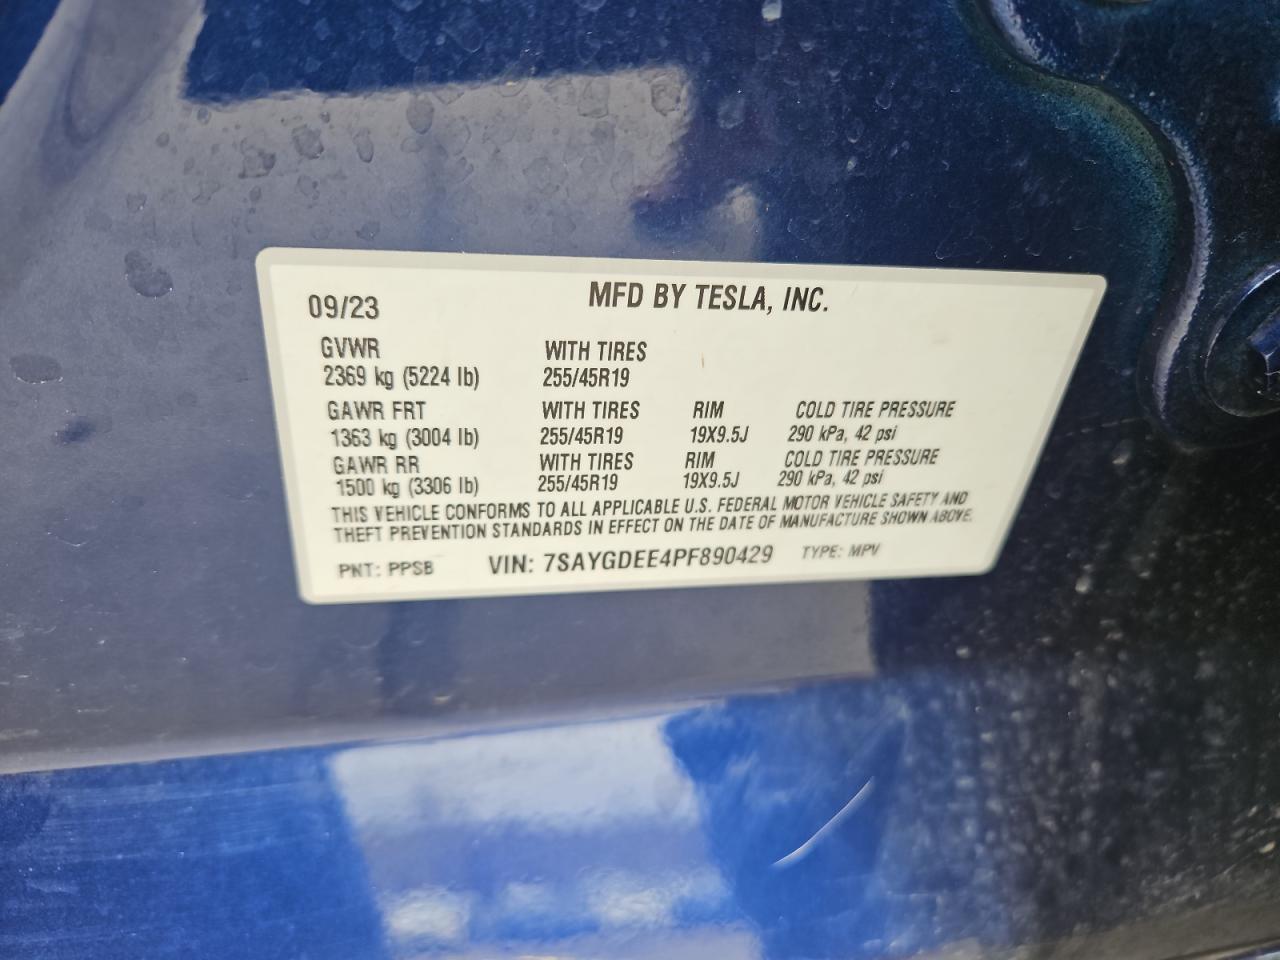 09/23 MFD BY TESLA, INC.
GVWR WITH TIRES
2369 kg (5224 lb) 255/45R19
GAWR FRT WITH TIRES RIM COLD TIRE PRESSURE
1363 kg (3004 lb) 255/45R19 19X9.5J 290 kPa, 42 psi
GAWR RR WITH TIRES RIM COLD TIRE PRESSURE
1500 kg (3306 lb) 255/45R19 19X9.5J 290 kPa, 42 psi
THIS VEHICLE CONFORMS TO ALL APPLICABLE U.S. FEDERAL MOTOR VEHICLE SAFETY AND
THEFT PREVENTION STANDARDS IN EFFECT ON THE DATE OF MANUFACTURE SHOWN ABOVE.
PNT: PPSB VIN: 7SAYGDEE4PF890429 TYPE: MPV